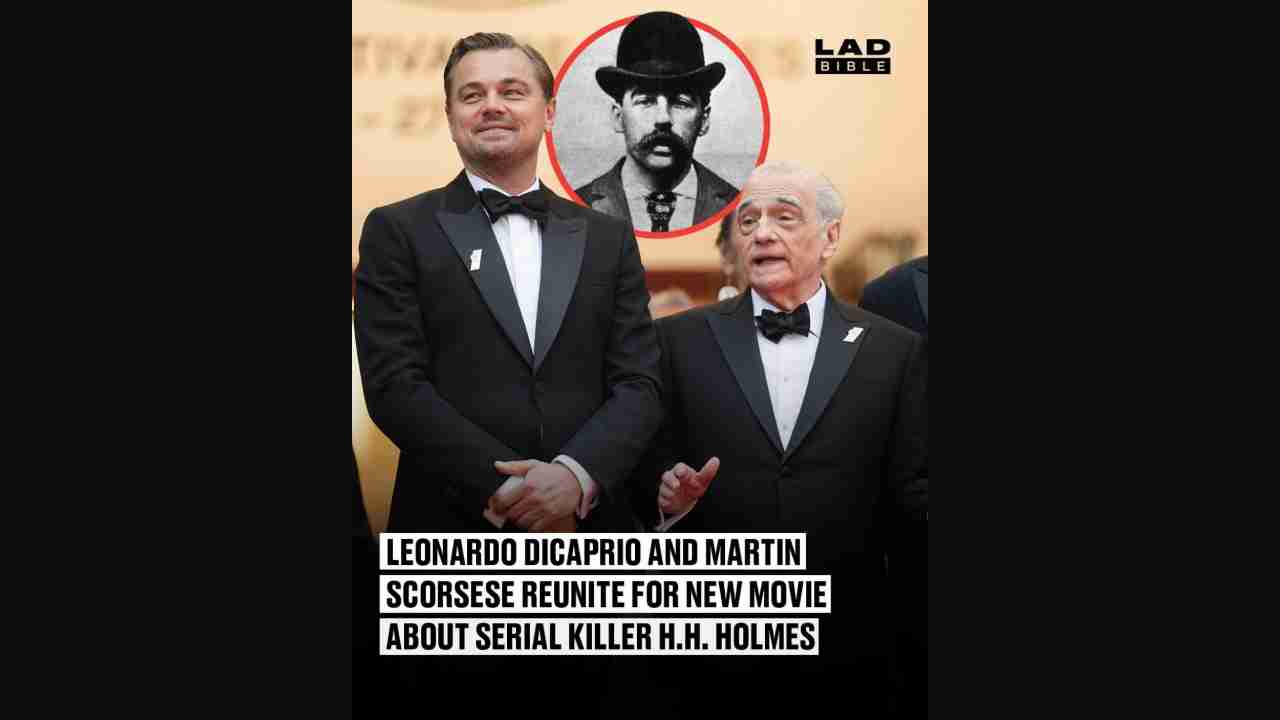 LAD
BIBLE
LEONARDO DICAPRIO AND MARTIN
SCORSESE REUNITE FOR NEW MOVIE
ABOUT SERIAL KILLER H.H. HOLMES